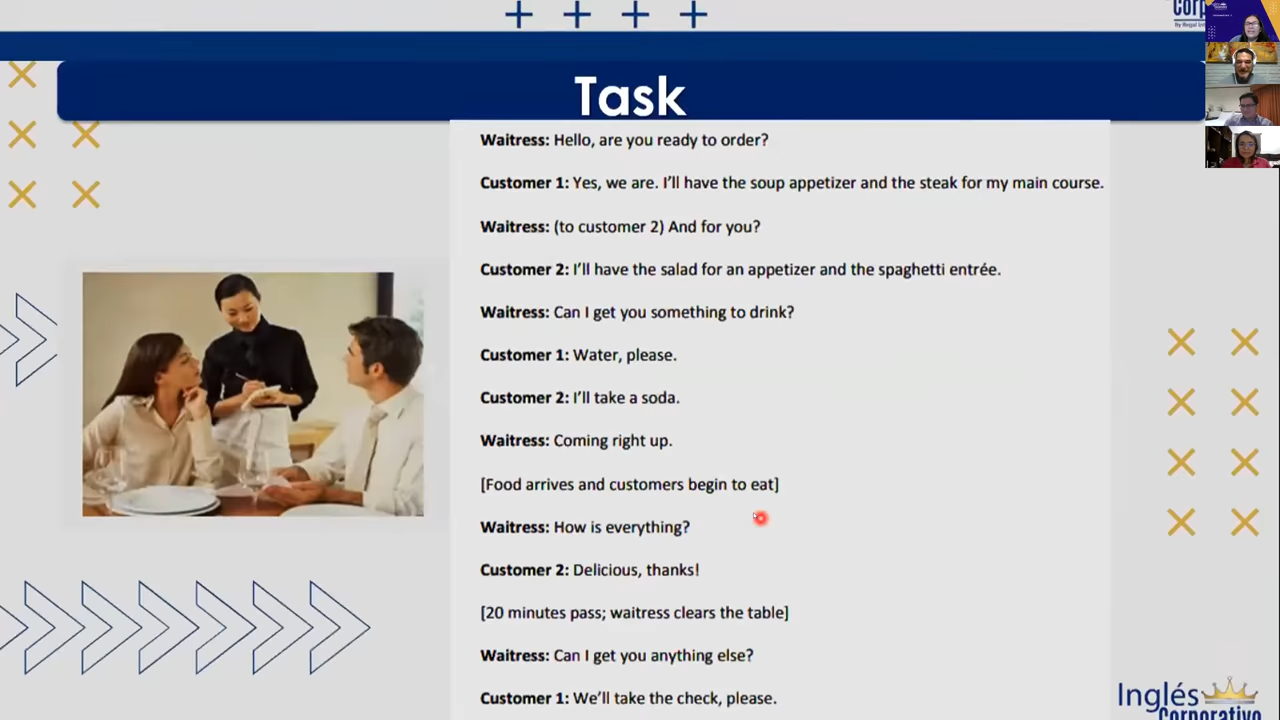 Corp
Task
Waitress: Hello, are you ready to order?
Customer 1: Yes, we are. I'll have the soup appetizer and the steak for my main course.
Waitress: (to customer 2) And for you?
Customer 2: I'll have the salad for an appetizer and the spaghetti entrée.
Waitress: Can I get you something to drink?
Customer 1: Water, please.
Customer 2: I'll take a soda.
Waitress: Coming right up.
[Food arrives and customers begin to eat]
Waitress: How is everything?
Customer 2: Delicious, thanks!
[20 minutes pass; waitress clears the table]
Waitress: Can I get you anything else?
Customer 1: We'll take the check, please.
Inglés
Corporativo